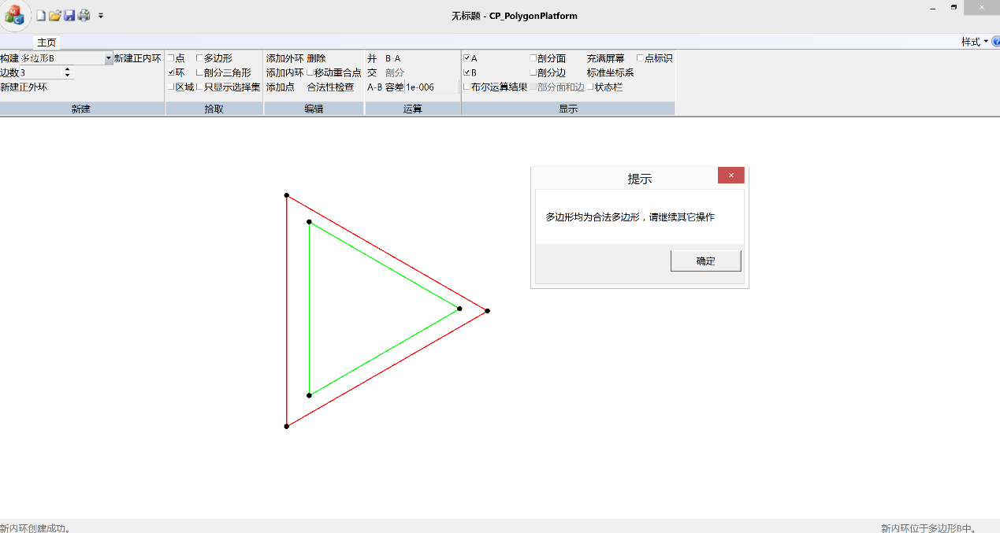 无标题 - CP_PolygonPlatform
主页
样式
构建 多边形B 新建正内环
边数 3
新建正外环
新建
点 多边形
环 剖分三角形
区域 只显示选择集
拾取
添加外环 删除
添加内环 移动重合点
添加点 合法性检查
编辑
并 B-A
交 剖分
A-B 容差 1e-006
运算
A 剖分面 充满屏幕 点标识
B 剖分边 标准坐标系
布尔运算结果 部分面和边 状态栏
显示
提示
多边形均为合法多边形，请继续其它操作
确定
新内环创建成功。
新内环位于多边形B中。